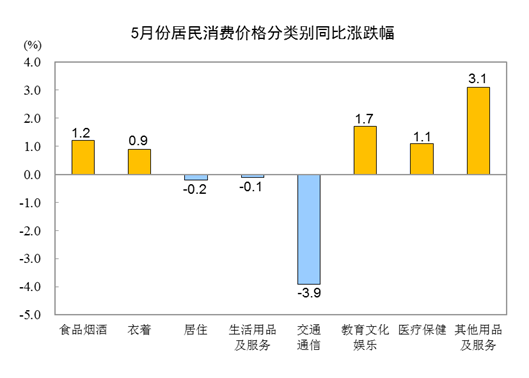 5月份居民消费价格分类别同比涨跌幅
(%)
4.0
3.0
2.0
1.0
0.0
-1.0
-2.0
-3.0
-4.0
-5.0
1.2
0.9
-0.2
-0.1
-3.9
1.7
1.1
3.1
食品烟酒
衣着
居住
生活用品
及服务
交通
通信
教育文化
娱乐
医疗保健
其他用品
及服务